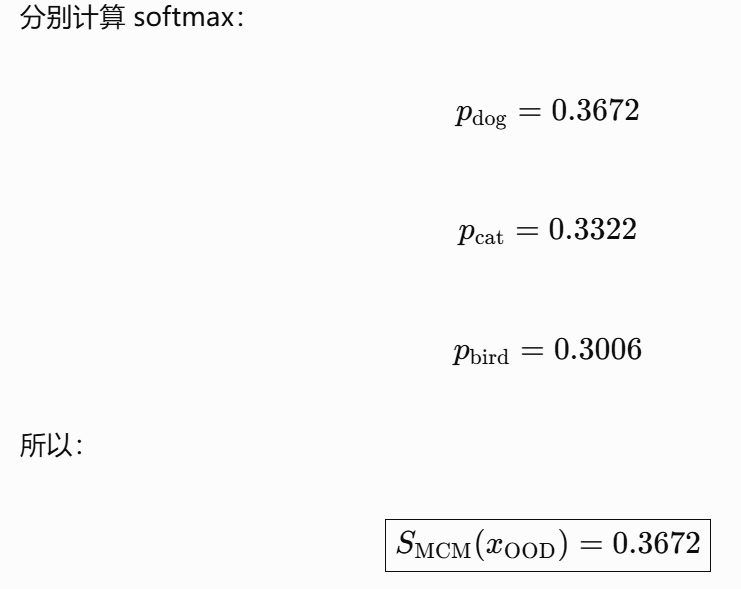 分别计算 softmax：
p_dog = 0.3672
p_cat = 0.3322
p_bird = 0.3006
所以：
S_MCM(x_OOD) = 0.3672